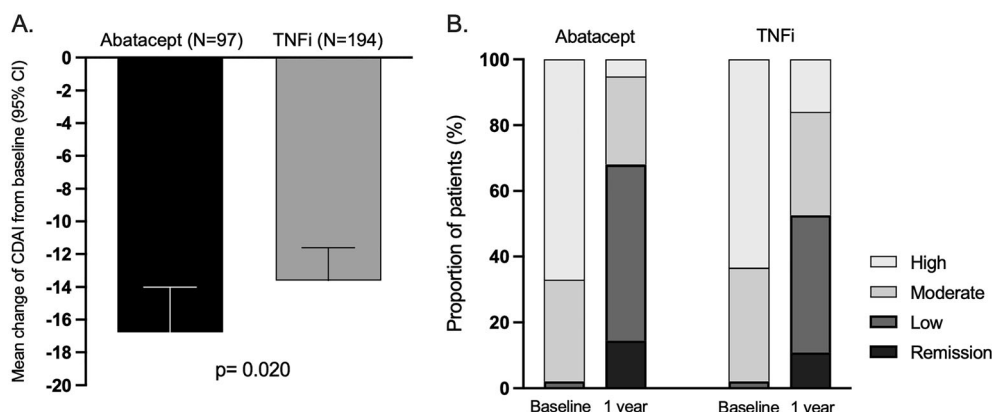 A.
Abatacept (N=97) TNFi (N=194)
Mean change of CDAI from baseline (95% CI)
0
-2
-4
-6
-8
-10
-12
-14
-16
-18
-20
p= 0.020
B.
Abatacept TNFi
Proportion of patients (%)
100
80
60
40
20
0
Baseline 1 year Baseline 1 year
High
Moderate
Low
Remission